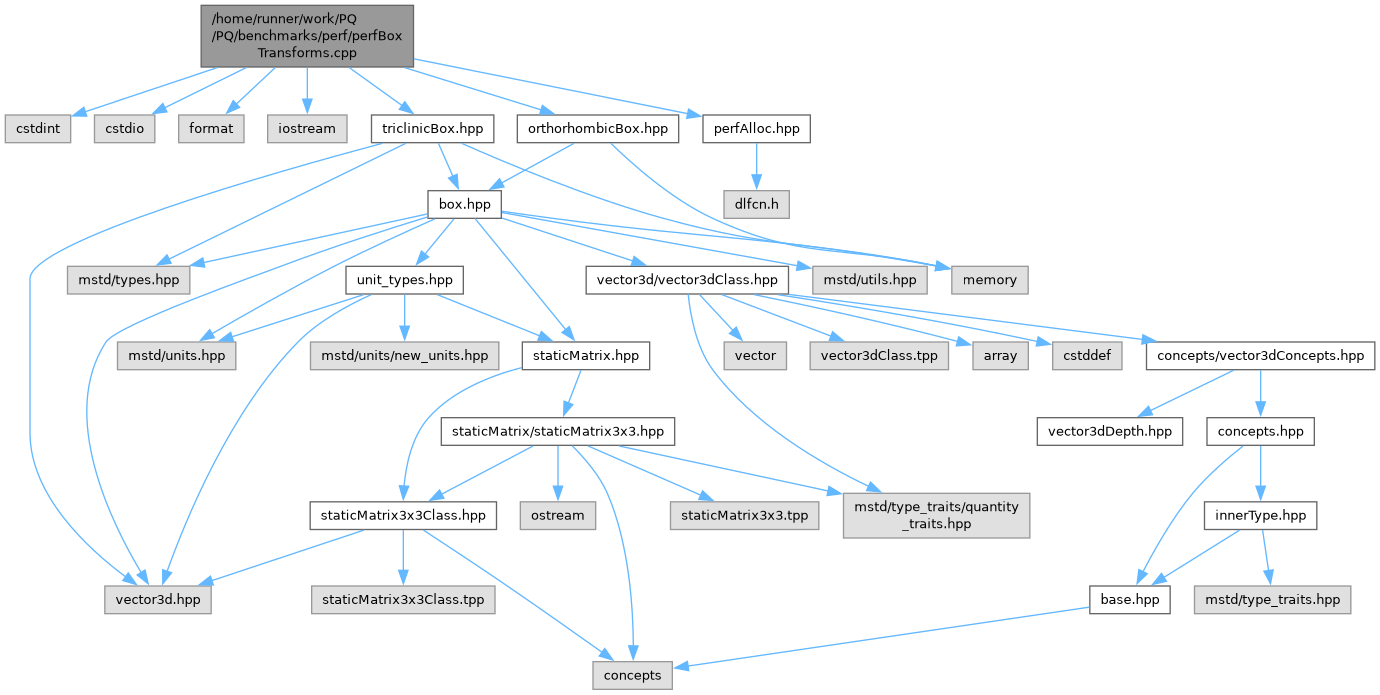 /home/runner/work/PQ
/PQ/benchmarks/perf/perfBox
Transforms.cpp
cstdint
cstdio
format
iostream
triclinicBox.hpp
orthorhombicBox.hpp
perfAlloc.hpp
box.hpp
dlfcn.h
mstd/types.hpp
unit_types.hpp
vector3d/vector3dClass.hpp
mstd/utils.hpp
memory
mstd/units.hpp
mstd/units/new_units.hpp
staticMatrix.hpp
vector
vector3dClass.tpp
array
cstddef
concepts/vector3dConcepts.hpp
staticMatrix/staticMatrix3x3.hpp
vector3dDepth.hpp
concepts.hpp
staticMatrix3x3Class.hpp
ostream
staticMatrix3x3.tpp
mstd/type_traits/quantity
_traits.hpp
innerType.hpp
vector3d.hpp
staticMatrix3x3Class.tpp
base.hpp
mstd/type_traits.hpp
concepts